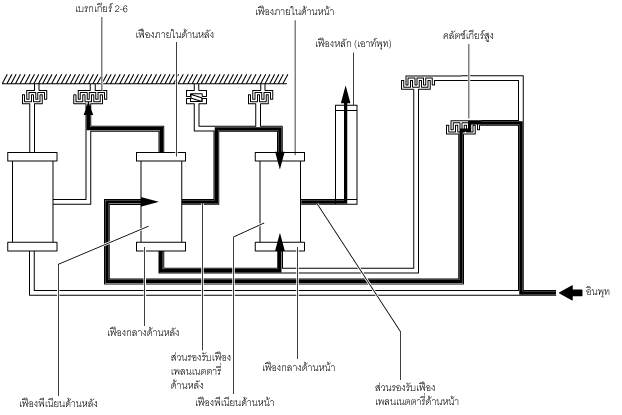 เบรกเกียร์ 2-6
เฟืองภายในด้านหลัง
เฟืองภายในด้านหน้า
เฟืองหลัก (เอาท์พุท)
คลัตช์เกียร์สูง
อินพุท
เฟืองกลางด้านหลัง
ส่วนรองรับเฟือง
เพลนเนตตารี่
ด้านหลัง
เฟืองกลางด้านหน้า
ส่วนรองรับเฟือง
เพลนเนตตารี่ด้านหน้า
เฟืองพีเนียนด้านหลัง
เฟืองพีเนียนด้านหน้า